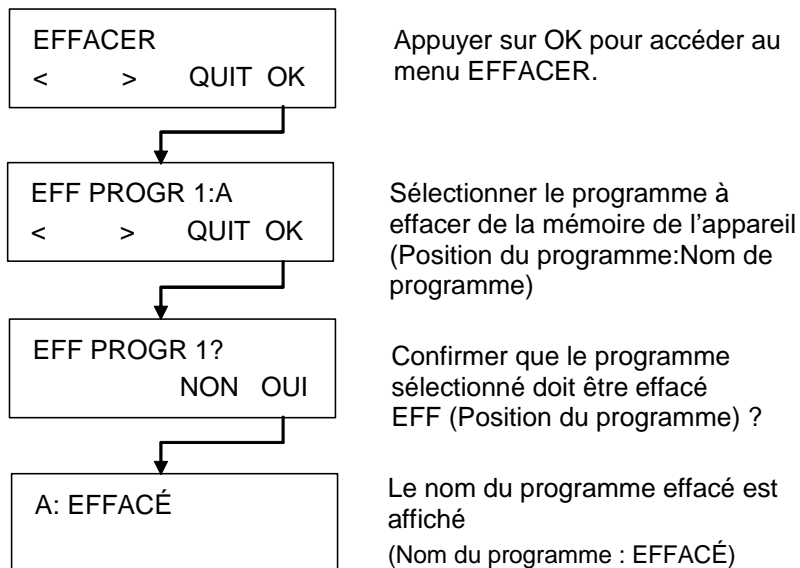 EFFACER
< > QUIT OK
Appuyer sur OK pour accéder au
menu EFFACER.
EFF PROGR 1:A
< > QUIT OK
Sélectionner le programme à
effacer de la mémoire de l’appareil
(Position du programme:Nom de
programme)
EFF PROGR 1?
NON OUI
Confirmer que le programme
sélectionné doit être effacé
EFF (Position du programme) ?
A: EFFACÉ
Le nom du programme effacé est
affiché
(Nom du programme : EFFACÉ)